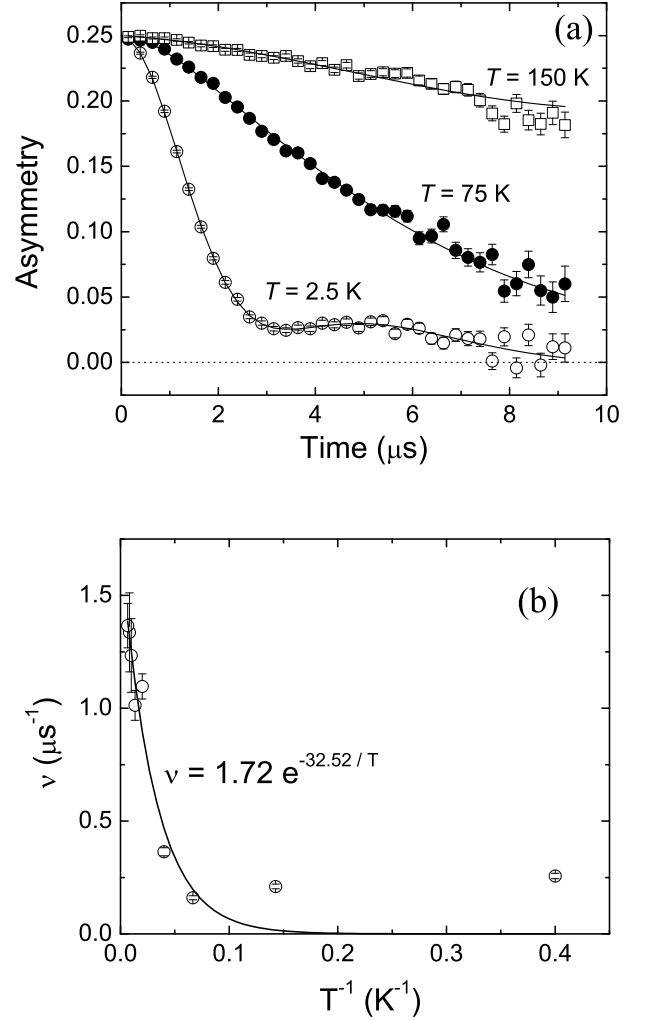 (a)
0.25
0.20
0.15
0.10
0.05
0.00
Asymmetry
T = 150 K
T = 75 K
T = 2.5 K
0 2 4 6 8 10
Time (μs)
(b)
1.5
1.0
0.5
0.0
ν (μs⁻¹)
ν = 1.72 e⁻³²·⁵² ᐟ ᵀ
0.0 0.1 0.2 0.3 0.4
T⁻¹ (K⁻¹)